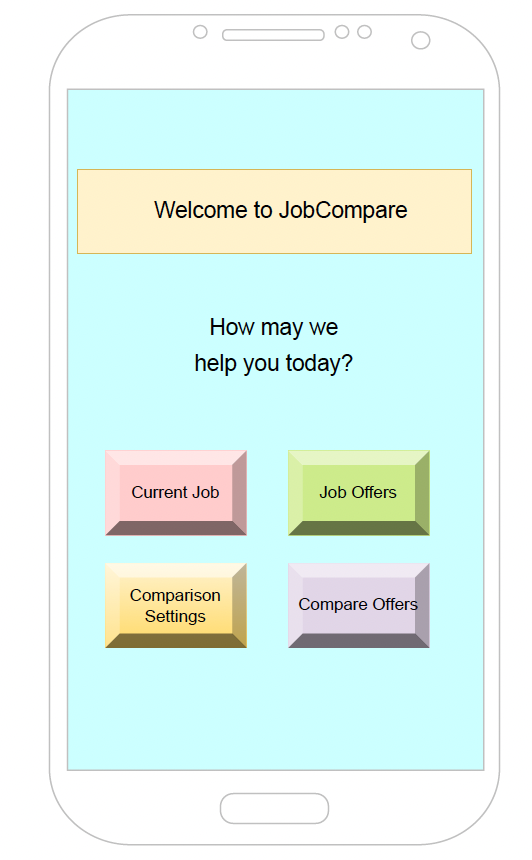 Welcome to JobCompare
How may we
help you today?
Current Job
Job Offers
Comparison
Settings
Compare Offers